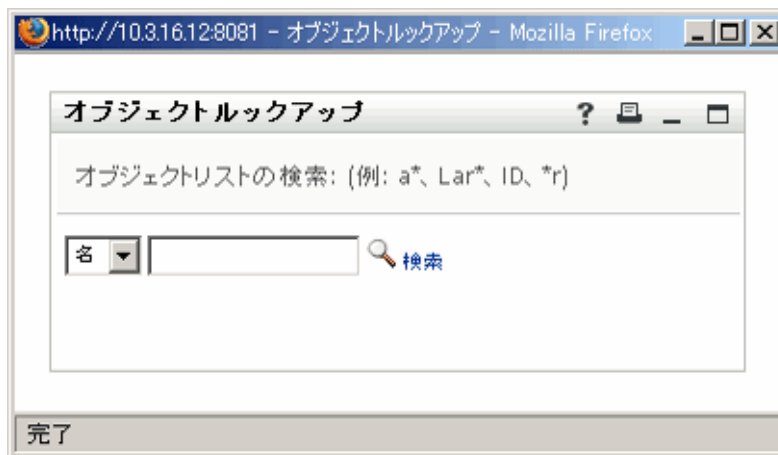 http://10.3.16.12:8081 - オブジェクトルックアップ - Mozilla Firefox
オブジェクトルックアップ ?
オブジェクトリストの検索: (例: a*、Lar*、ID、*r)
名 検索
完了